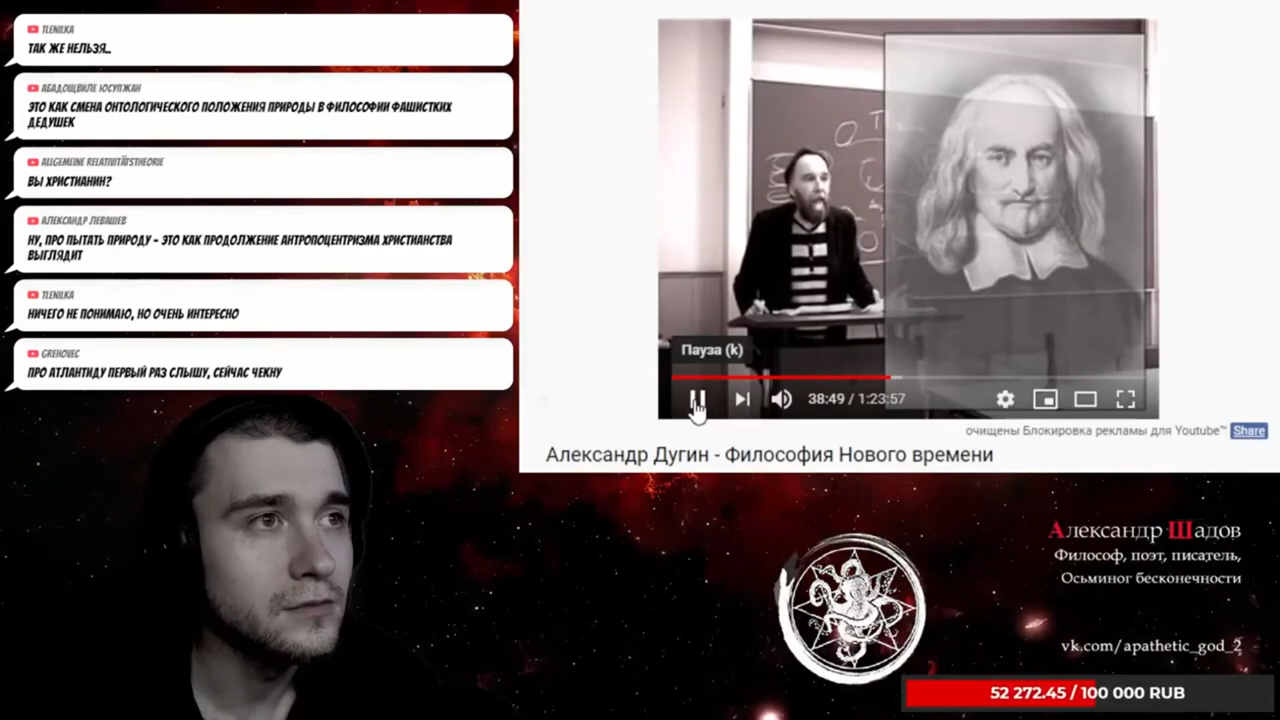 TLENILKA
ТАК ЖЕ НЕЛЬЗЯ..
АБАДОЩВИЛЕ ЮСУПЖАН
ЭТО КАК СМЕНА ОНТОЛОГИЧЕСКОГО ПОЛОЖЕНИЯ ПРИРОДЫ В ФИЛОСОФИИ ФАШИСТКИХ
ДЕДУШЕК
ALLGEMEINE RELATIVITÄTSTHEORIE
ВЫ ХРИСТИАНИН?
АЛЕКСАНДР ЛЕВАШЕВ
НУ, ПРО ПЫТАТЬ ПРИРОДУ - ЭТО КАК ПРОДОЛЖЕНИЕ АНТРОПОЦЕНТРИЗМА ХРИСТИАНСТВА
ВЫГЛЯДИТ
TLENILKA
НИЧЕГО НЕ ПОНИМАЮ, НО ОЧЕНЬ ИНТЕРЕСНО
GREHOVEC
ПРО АТЛАНТИДУ ПЕРВЫЙ РАЗ СЛЫШУ, СЕЙЧАС ЧЕКНУ
Пауза (k)
38:49 / 1:23:57
очищены Блокировка рекламы для Youtube™ Share
Александр Дугин - Философия Нового времени
Александр Шадов
Философ, поэт, писатель,
Осьминог бесконечности
vk.com/apathetic_god_2
52 272.45 / 100 000 RUB